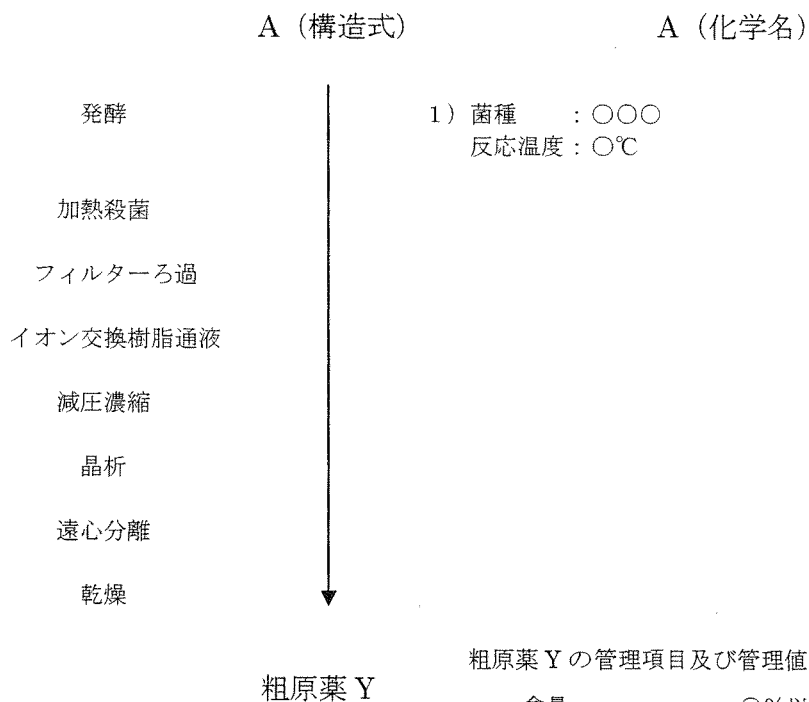 A（構造式） A（化学名）
発酵 1）菌種 ：○○○
反応温度：○℃
加熱殺菌
フィルターろ過
イオン交換樹脂通液
減圧濃縮
晶析
遠心分離
乾燥
粗原薬Yの管理項目及び管理値
粗原薬Y